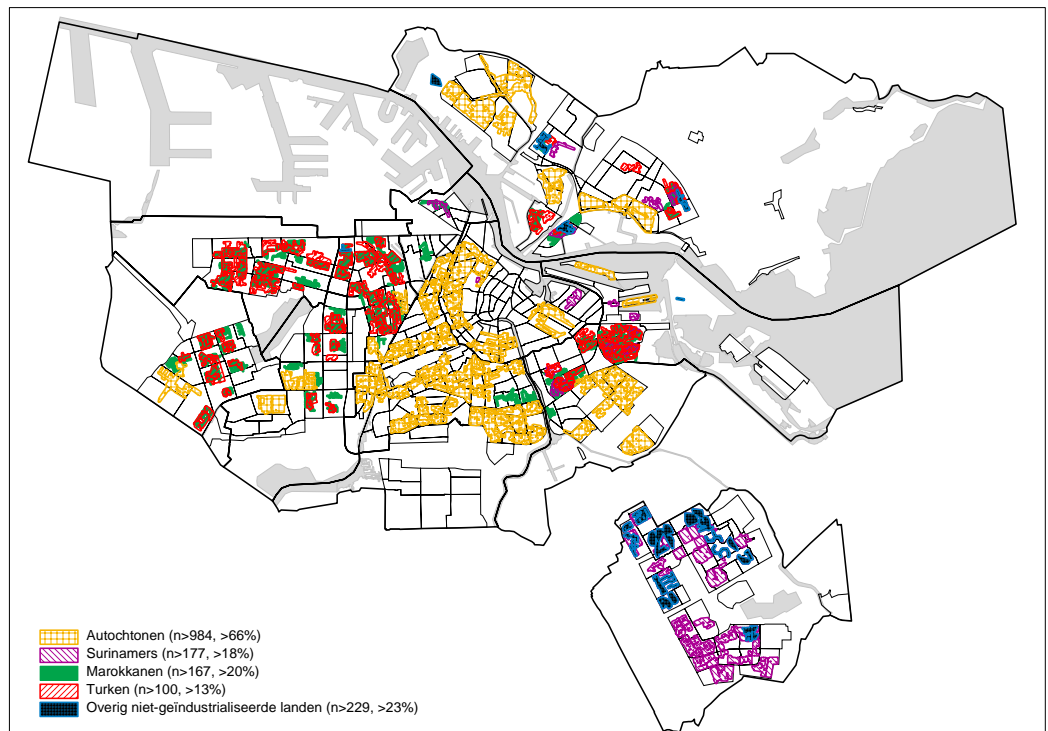 Autochtonen (n>984, >66%)
Surinamers (n>177, >18%)
Marokkanen (n>167, >20%)
Turken (n>100, >13%)
Overig niet-geïndustrialiseerde landen (n>229, >23%)